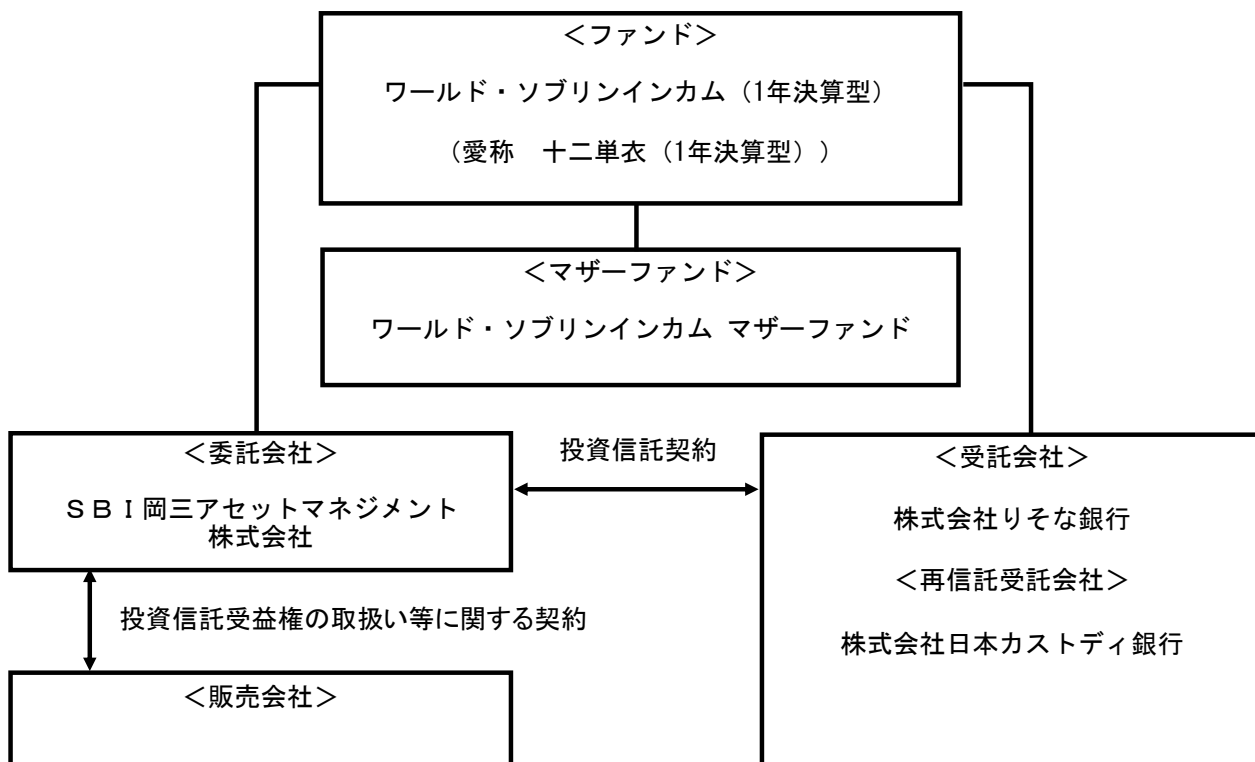 ＜ファンド＞
ワールド・ソブリンインカム（1年決算型）
（愛称　十二単衣（1年決算型））
＜マザーファンド＞
ワールド・ソブリンインカム マザーファンド
＜委託会社＞
ＳＢＩ岡三アセットマネジメント
株式会社
投資信託契約
＜受託会社＞
株式会社りそな銀行
＜再信託受託会社＞
株式会社日本カストディ銀行
投資信託受益権の取扱い等に関する契約
＜販売会社＞